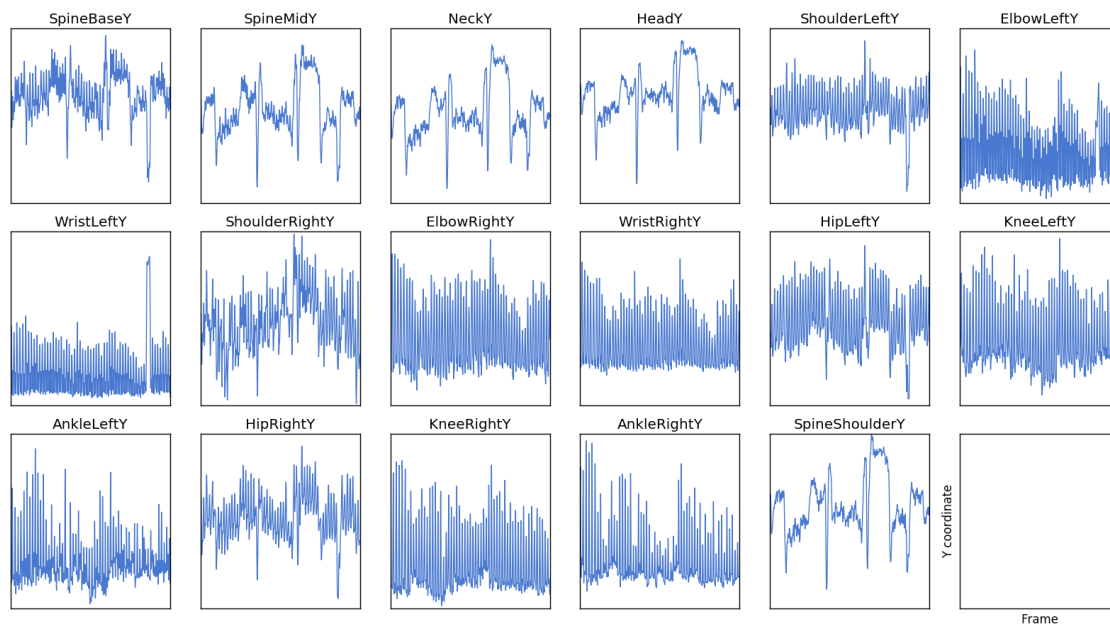 SpineBaseY
SpineMidY
NeckY
HeadY
ShoulderLeftY
ElbowLeftY
WristLeftY
ShoulderRightY
ElbowRightY
WristRightY
HipLeftY
KneeLeftY
AnkleLeftY
HipRightY
KneeRightY
AnkleRightY
SpineShoulderY
Y coordinate
Frame